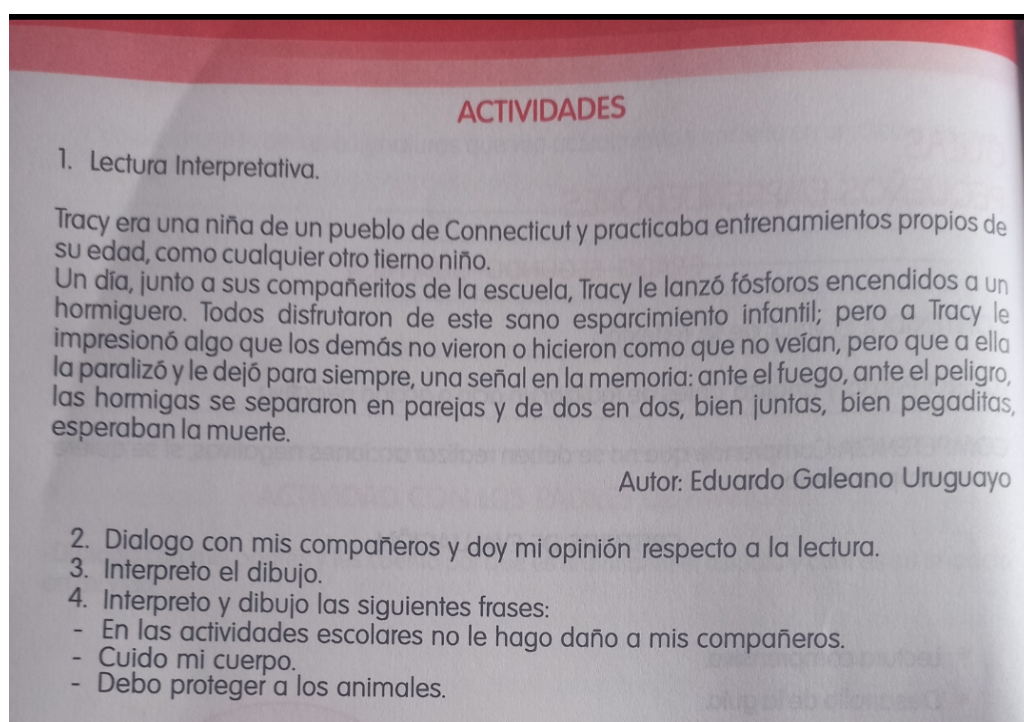 ACTIVIDADES
1. Lectura Interpretativa.
Tracy era una niña de un pueblo de Connecticut y practicaba entrenamientos propios de
su edad, como cualquier otro tierno niño.
Un día, junto a sus compañeritos de la escuela, Tracy le lanzó fósforos encendidos a un
hormiguero. Todos disfrutaron de este sano esparcimiento infantil; pero a Tracy le
impresionó algo que los demás no vieron o hicieron como que no veían, pero que a ella
la paralizó y le dejó para siempre, una señal en la memoria: ante el fuego, ante el peligro,
las hormigas se separaron en parejas y de dos en dos, bien juntas, bien pegaditas,
esperaban la muerte.
Autor: Eduardo Galeano Uruguayo
2. Dialogo con mis compañeros y doy mi opinión respecto a la lectura.
3. Interpreto el dibujo.
4. Interpreto y dibujo las siguientes frases:
- En las actividades escolares no le hago daño a mis compañeros.
- Cuido mi cuerpo.
- Debo proteger a los animales.